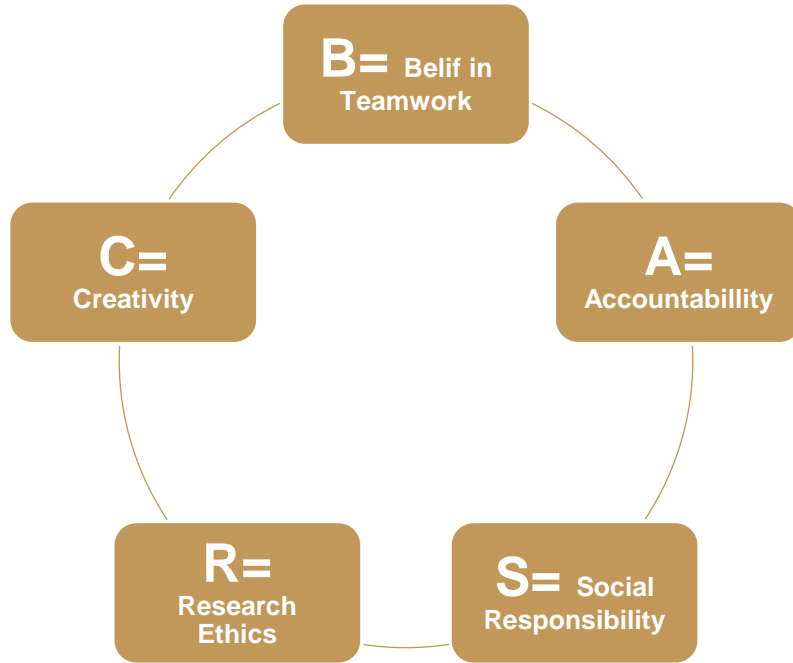 B= Belif in
Teamwork
A=
Accountabillity
S= Social
Responsibility
R=
Research
Ethics
C=
Creativity